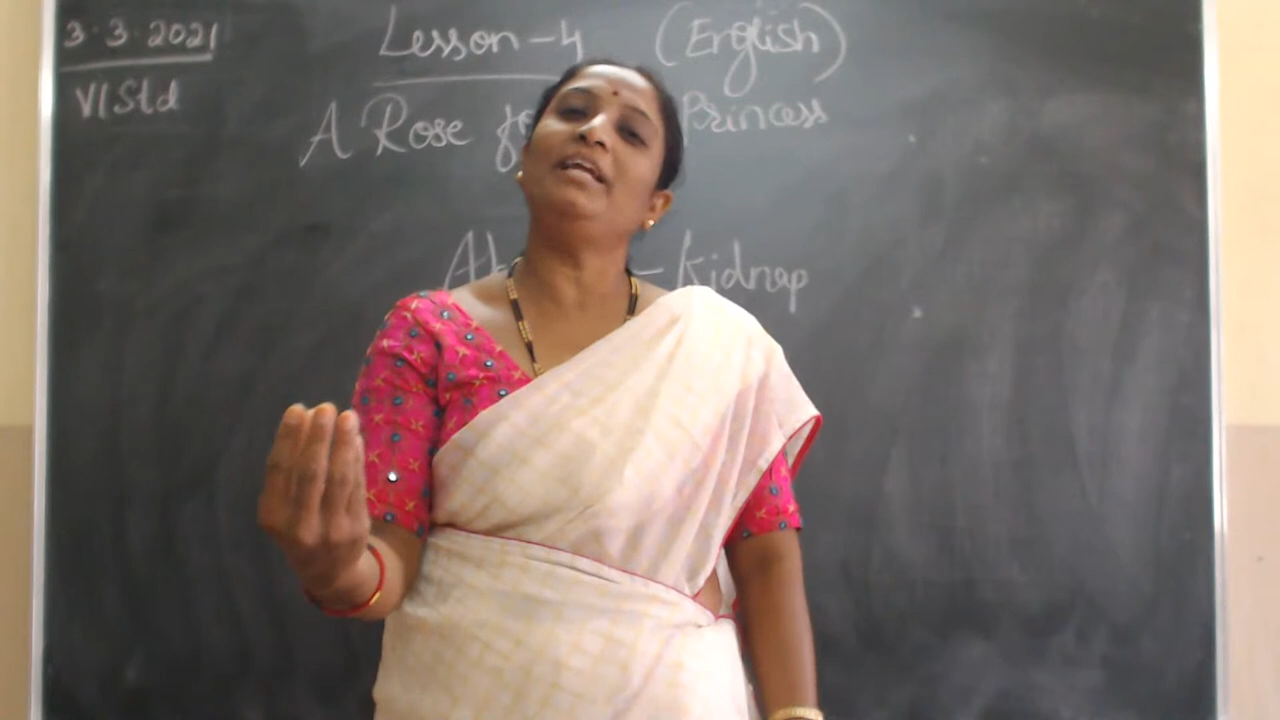 3.3.2021
VI Std
Lesson-4 (English)
A Rose Princess
- Kidnap